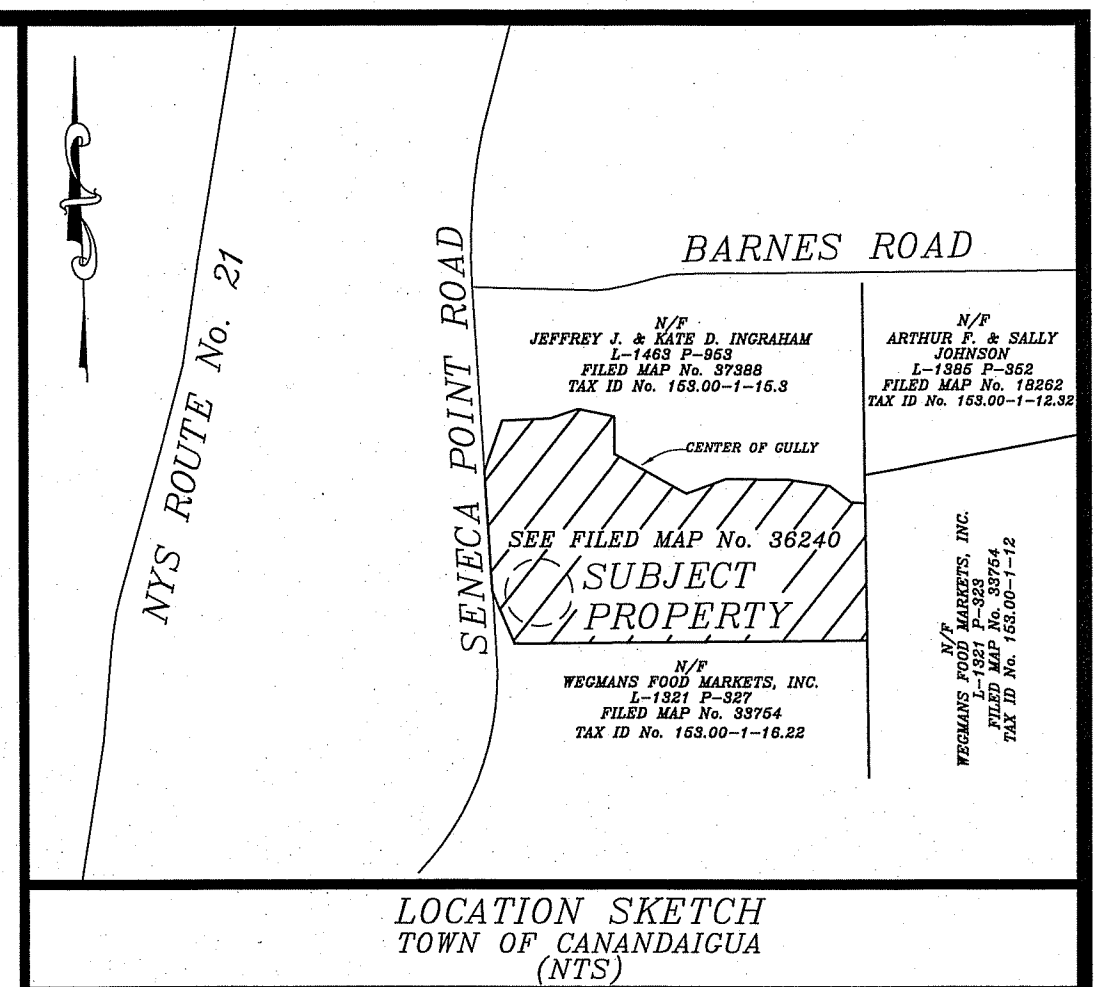 NYS ROUTE No. 21
SENECA POINT ROAD
BARNES ROAD
N/F
JEFFREY J. & KATE D. INGRAHAM
L-1463 P-953
FILED MAP No. 37388
TAX ID No. 153.00-1-15.3
N/F
ARTHUR F. & SALLY
JOHNSON
L-1385 P-352
FILED MAP No. 18262
TAX ID No. 153.00-1-12.32
CENTER OF GULLY
SEE FILED MAP No. 36240
SUBJECT
PROPERTY
N/F
WEGMANS FOOD MARKETS, INC.
L-1321 P-327
FILED MAP No. 33754
TAX ID No. 153.00-1-16.22
N/F
WEGMANS FOOD MARKETS, INC.
L-1321 P-323
FILED MAP No. 33754
TAX ID No. 153.00-1-12
LOCATION SKETCH
TOWN OF CANANDAIGUA
(NTS)